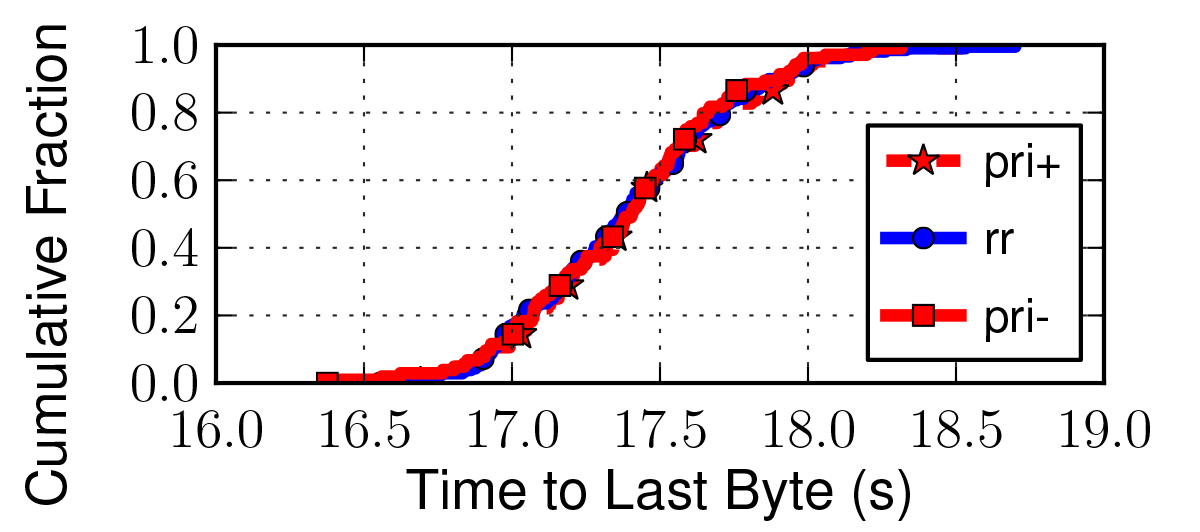 Cumulative Fraction
1.0
0.8
0.6
0.4
0.2
0.0
pri+
rr
pri-
16.0 16.5 17.0 17.5 18.0 18.5 19.0
Time to Last Byte (s)